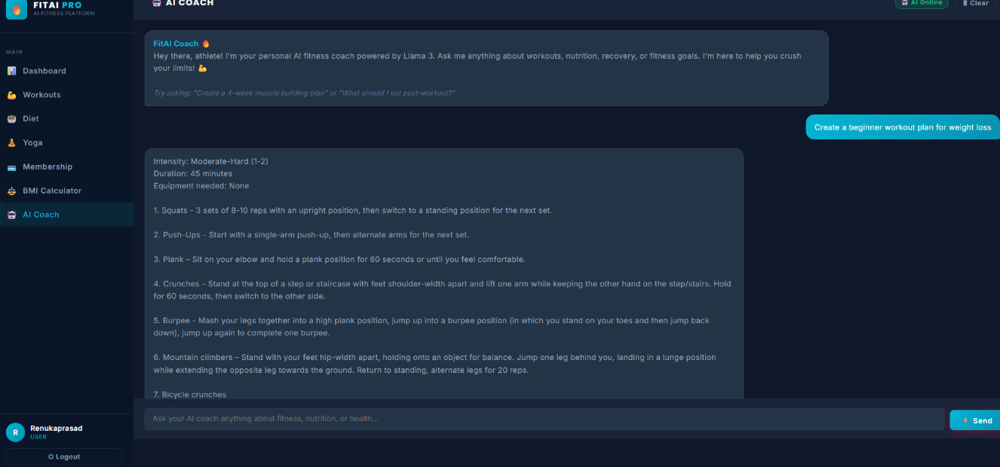 FITAI PRO
AI FITNESS PLATFORM
MAIN
Dashboard
Workouts
Diet
Yoga
Membership
BMI Calculator
AI Coach
R
Renukaprasad
USER
Logout
AI COACH
AI Online
Clear
FitAI Coach
Hey there, athlete! I'm your personal AI fitness coach powered by Llama 3. Ask me anything about workouts, nutrition, recovery, or fitness goals. I'm here to help you crush
your limits!
Try asking: "Create a 4-week muscle building plan" or "What should I eat post-workout?"
Create a beginner workout plan for weight loss
Intensity: Moderate-Hard (1-2)
Duration: 45 minutes
Equipment needed: None
1. Squats - 3 sets of 8-10 reps with an upright position, then switch to a standing position for the next set.
2. Push-Ups - Start with a single-arm push-up, then alternate arms for the next set.
3. Plank – Sit on your elbow and hold a plank position for 60 seconds or until you feel comfortable.
4. Crunches – Stand at the top of a step or staircase with feet shoulder-width apart and lift one arm while keeping the other hand on the step/stairs. Hold
for 60 seconds, then switch to the other side.
5. Burpee - Mash your legs together into a high plank position, jump up into a burpee position (in which you stand on your toes and then jump back
down), jump up again to complete one burpee.
6. Mountain climbers – Stand with your feet hip-width apart, holding onto an object for balance. Jump one leg behind you, landing in a lunge position
while extending the opposite leg towards the ground. Return to standing, alternate legs for 20 reps.
7. Bicycle crunches
Ask your AI coach anything about fitness, nutrition, or health...
Send